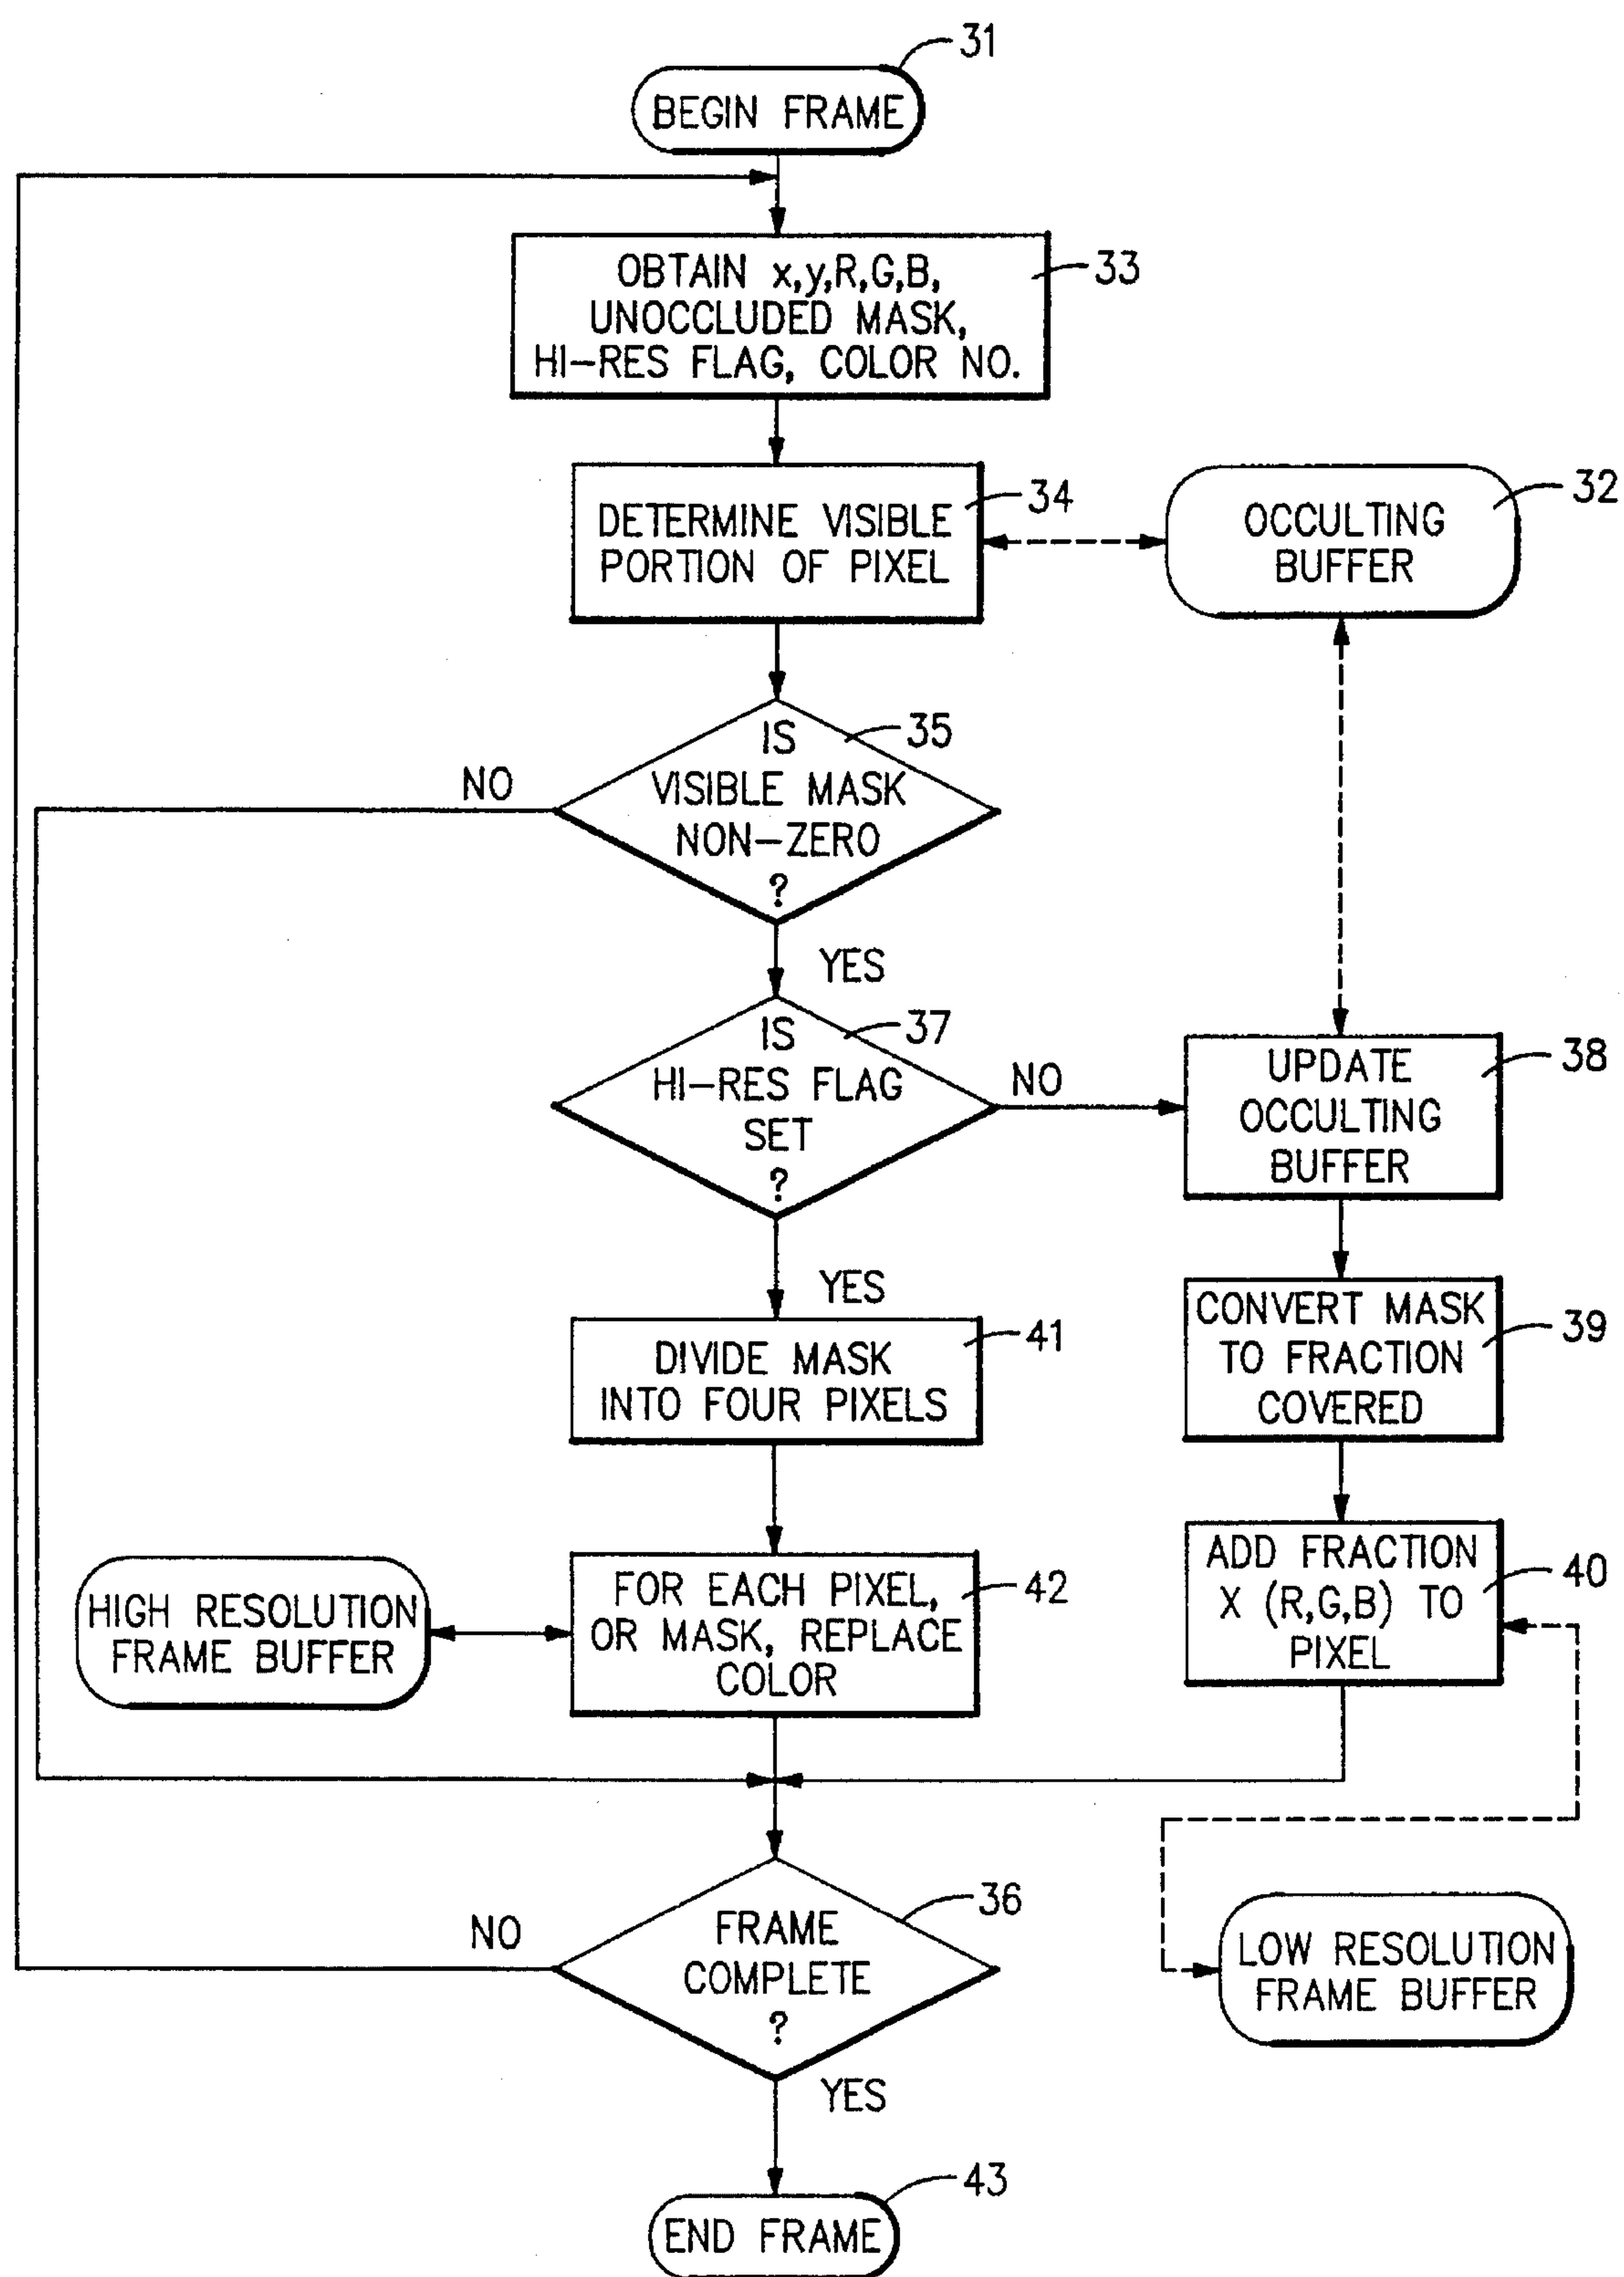 31
BEGIN FRAME
OBTAIN x,y,R,G,B,
UNOCCLUDED MASK,
HI-RES FLAG, COLOR NO.
33
DETERMINE VISIBLE
PORTION OF PIXEL
34
OCCULTING
BUFFER
32
IS
VISIBLE MASK
NON-ZERO
?
35
NO
YES
IS
HI-RES FLAG
SET
?
37
NO
YES
UPDATE
OCCULTING
BUFFER
38
DIVIDE MASK
INTO FOUR PIXELS
41
CONVERT MASK
TO FRACTION
COVERED
39
HIGH RESOLUTION
FRAME BUFFER
FOR EACH PIXEL,
OR MASK, REPLACE
COLOR
42
ADD FRACTION
X (R,G,B) TO
PIXEL
40
FRAME
COMPLETE
?
36
NO
YES
LOW RESOLUTION
FRAME BUFFER
END FRAME
43